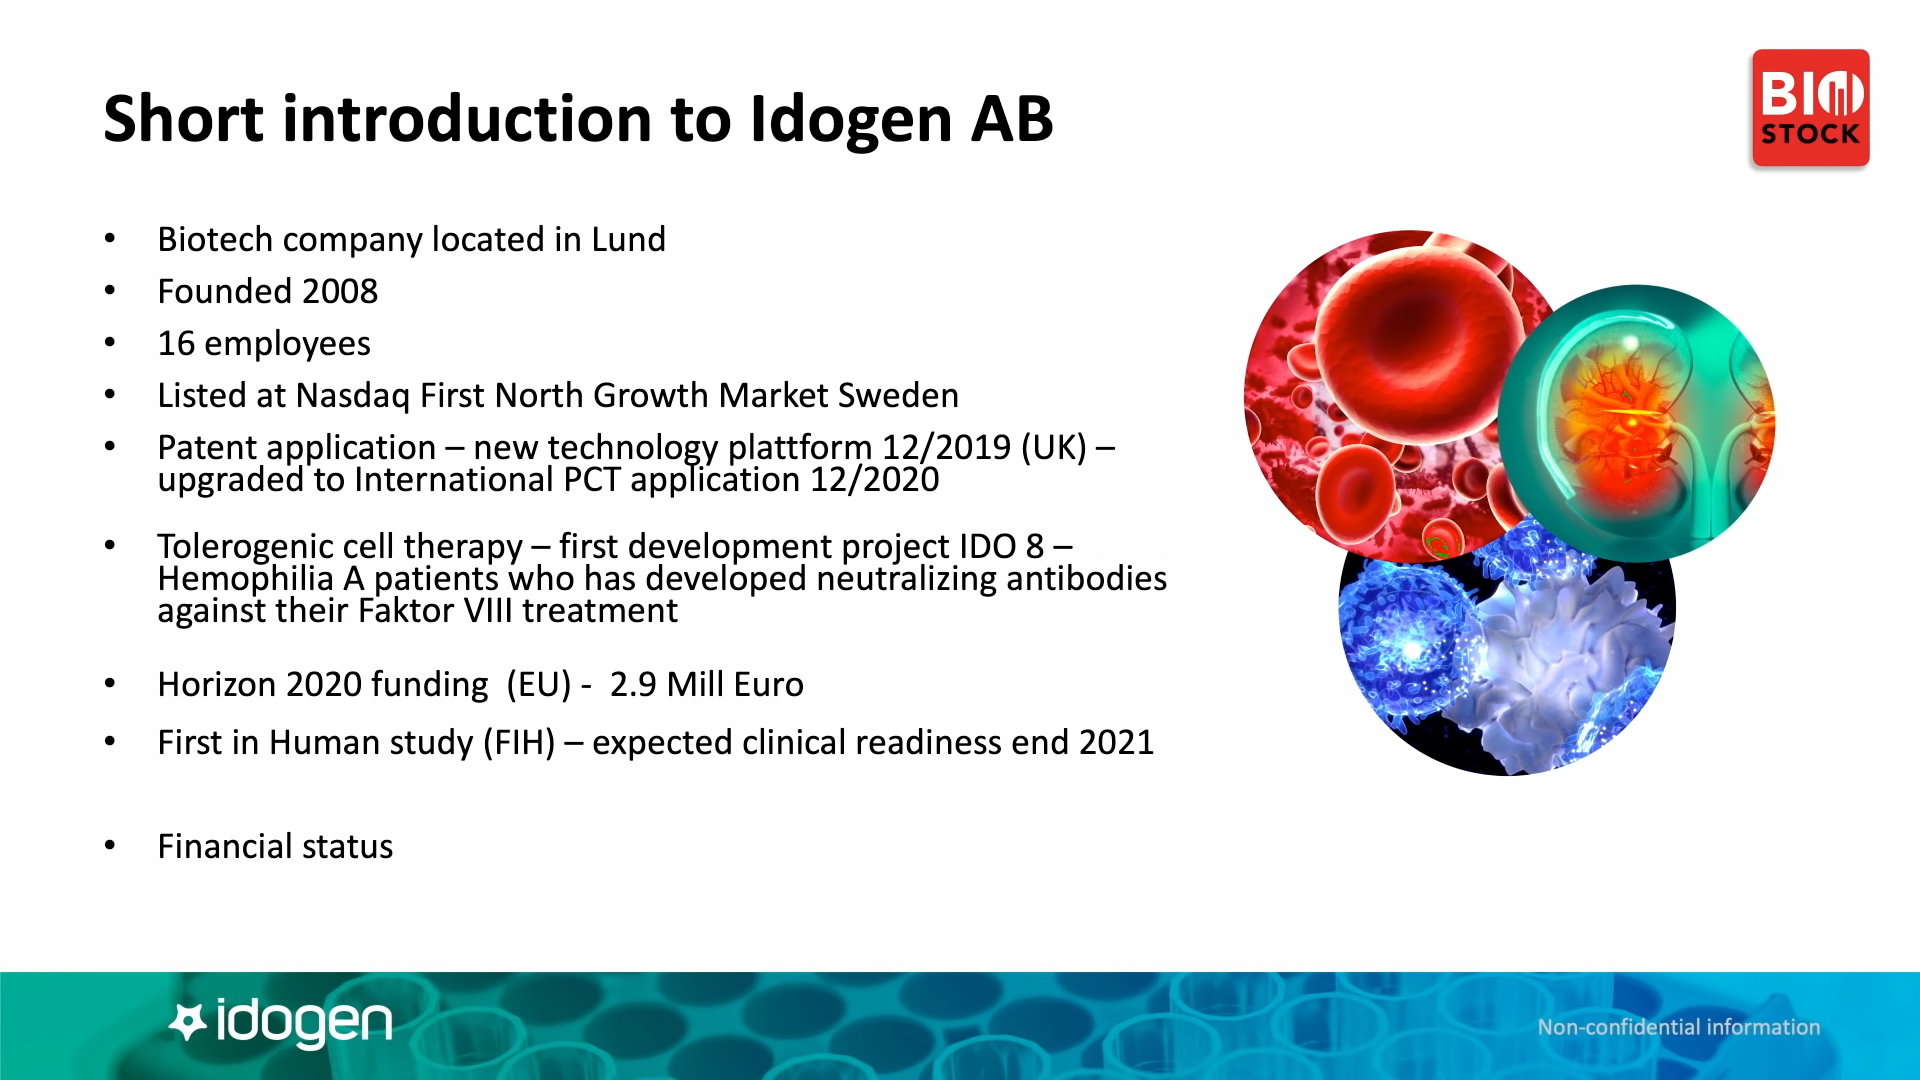 Short introduction to Idogen AB
BIO
STOCK
• Biotech company located in Lund
• Founded 2008
• 16 employees
• Listed at Nasdaq First North Growth Market Sweden
• Patent application – new technology plattform 12/2019 (UK) –
upgraded to International PCT application 12/2020
• Tolerogenic cell therapy – first development project IDO 8 –
Hemophilia A patients who has developed neutralizing antibodies
against their Faktor VIII treatment
• Horizon 2020 funding  (EU) -  2.9 Mill Euro
• First in Human study (FIH) – expected clinical readiness end 2021
• Financial status
idogen
Non-confidential information